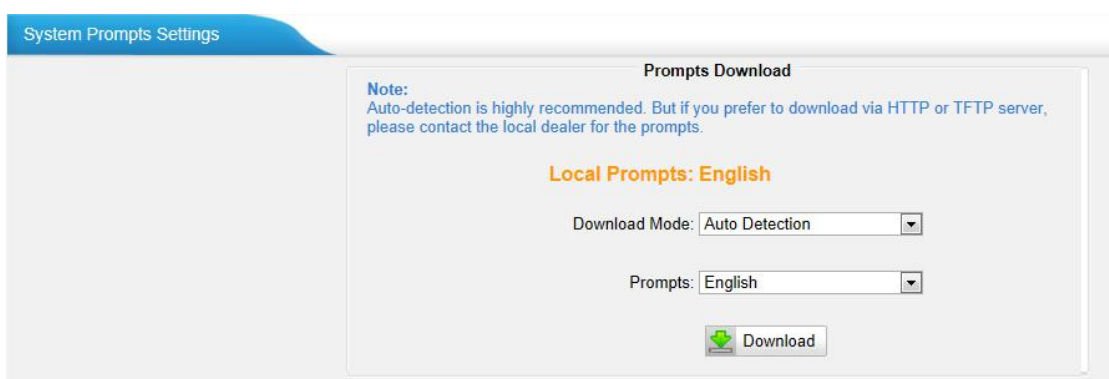 System Prompts Settings
Prompts Download
Note:
Auto-detection is highly recommended. But if you prefer to download via HTTP or TFTP server,
please contact the local dealer for the prompts.
Local Prompts: English
Download Mode: Auto Detection
Prompts: English
Download